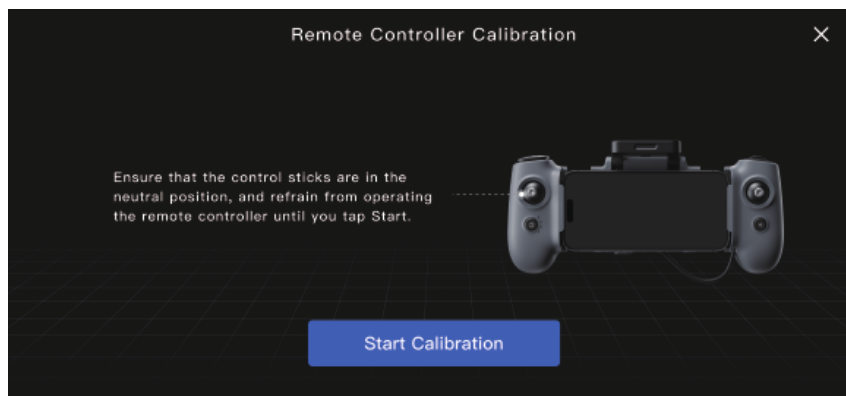 Remote Controller Calibration
Ensure that the control sticks are in the
neutral position, and refrain from operating
the remote controller until you tap Start.
Start Calibration